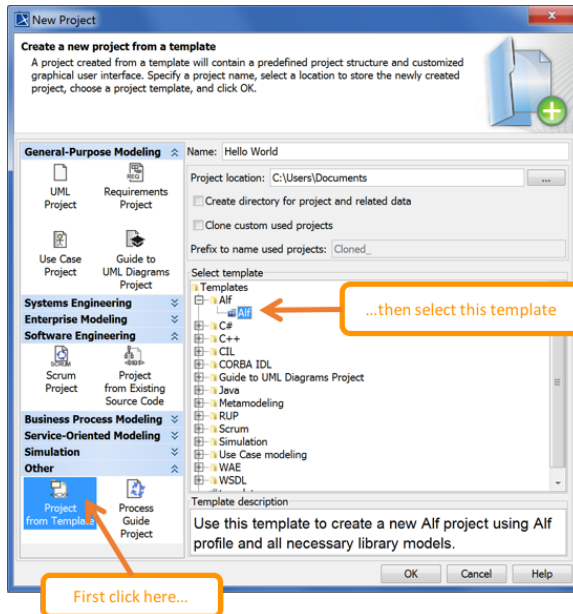 New Project
Create a new project from a template
A project created from a template will contain a predefined project structure and customized
graphical user interface. Specify a project name, select a location to store the newly created
project, choose a project template, and click OK.
General-Purpose Modeling
UML
Project
REQ
Requirements
Project
Use Case
Project
Guide to
UML Diagrams
Project
Systems Engineering
Enterprise Modeling
Software Engineering
SCRUM
Scrum
Project
Project
from Existing
Source Code
Business Process Modeling
Service-Oriented Modeling
Simulation
Other
Project
from Template
Process
Guide
Project
First click here...
Name: Hello World
Project location: C:\Users\Documents
...
Create directory for project and related data
Clone custom used projects
Prefix to name used projects: Cloned_
Select template
Templates
Alf
Alf
...then select this template
C#
C++
CIL
CORBA IDL
Guide to UML Diagrams Project
Java
Metamodeling
RUP
Scrum
Simulation
Use Case modeling
WAE
WSDL
Template description
Use this template to create a new Alf project using Alf
profile and all necessary library models.
OK Cancel Help